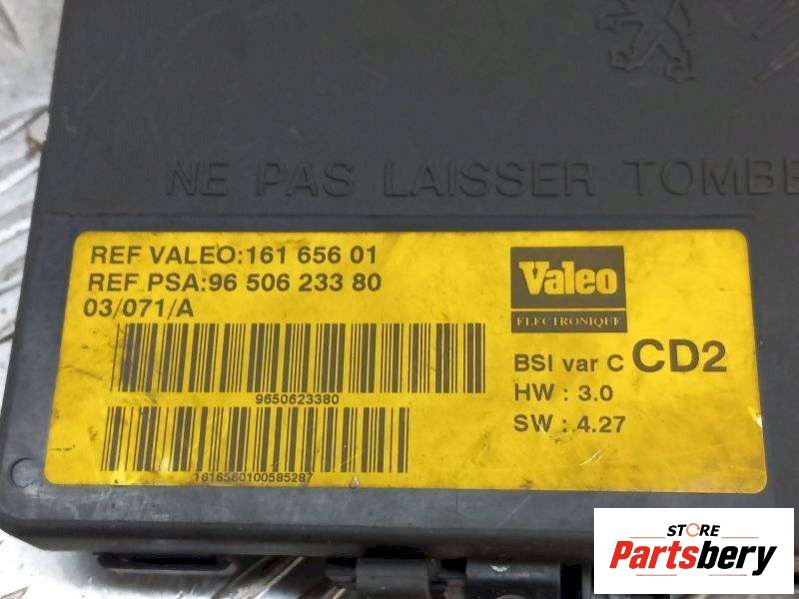 NE PAS LAISSER TOMBE
REF VALEO:161 656 01
REF PSA:96 506 233 80
03/071/A
9650623380
1616560100585287
Valeo
ELECTRONIQUE
BSI var C CD2
HW : 3.0
SW : 4.27
STORE
Partsbery